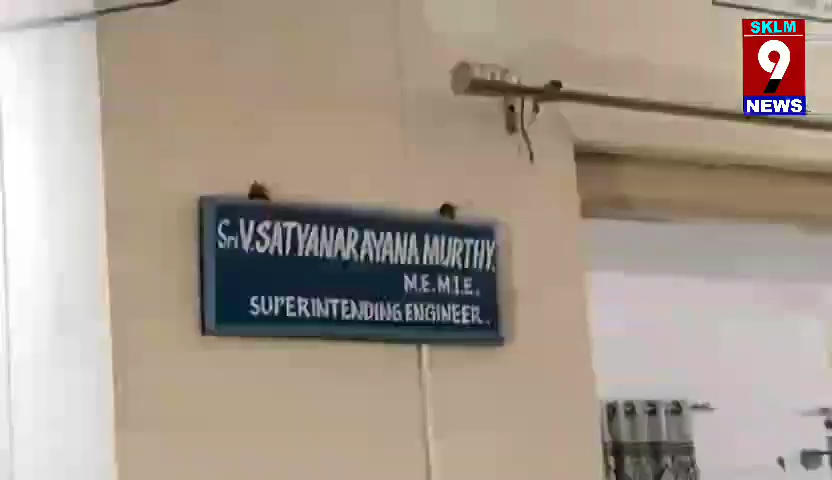 SKLM
9
NEWS
Sri V.SATYANARAYANA MURTHY.
M.E.M.I.E.
SUPERINTENDING ENGINEER.